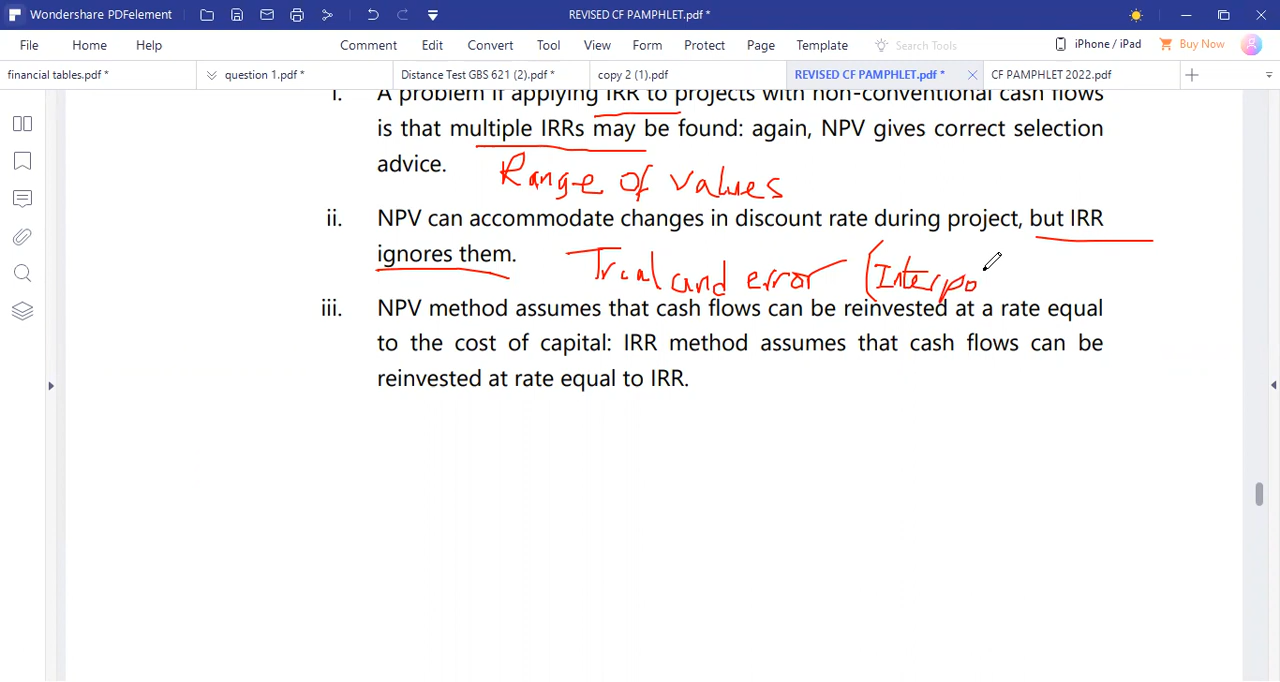 Wondershare PDFelement
REVISED CF PAMPHLET.pdf *
File Home Help Comment Edit Convert Tool View Form Protect Page Template Search Tools iPhone / iPad Buy Now
financial tables.pdf * question 1.pdf * Distance Test GBS 621 (2).pdf * copy 2 (1).pdf REVISED CF PAMPHLET.pdf * CF PAMPHLET 2022.pdf
i. A problem if applying IRR to projects with non-conventional cash flows
is that multiple IRRs may be found: again, NPV gives correct selection
advice. Range of values
ii. NPV can accommodate changes in discount rate during project, but IRR
ignores them. Trial and error (Interpo
iii. NPV method assumes that cash flows can be reinvested at a rate equal
to the cost of capital: IRR method assumes that cash flows can be
reinvested at rate equal to IRR.